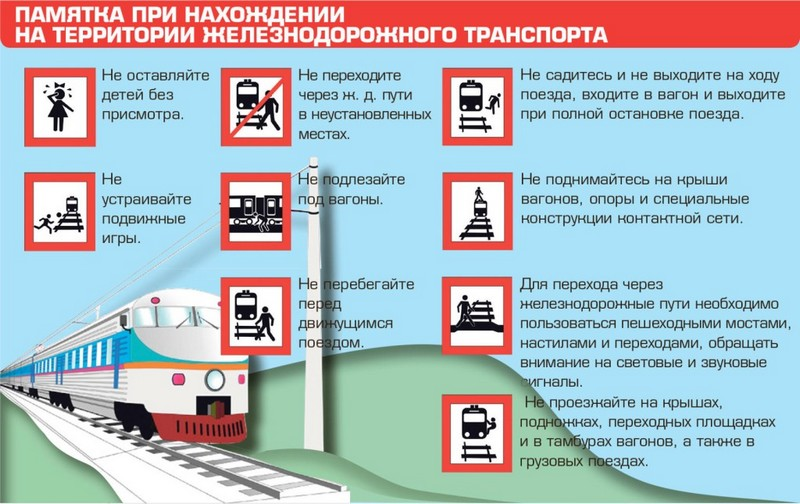 ПАМЯТКА ПРИ НАХОЖДЕНИИ
НА ТЕРРИТОРИИ ЖЕЛЕЗНОДОРОЖНОГО ТРАНСПОРТА
Не оставляйте
детей без
присмотра.
Не
устраивайте
подвижные
игры.
Не переходите
через ж. д. пути
в неустановленных
местах.
Не подлезайте
под вагоны.
Не перебегайте
перед
движущимся
поездом.
Не садитесь и не выходите на ходу
поезда, входите в вагон и выходите
при полной остановке поезда.
Не поднимайтесь на крыши
вагонов, опоры и специальные
конструкции контактной сети.
Для перехода через
железнодорожные пути необходимо
пользоваться пешеходными мостами,
настилами и переходами, обращать
внимание на световые и звуковые
сигналы.
Не проезжайте на крышах,
подножках, переходных площадках
и в тамбурах вагонов, а также в
грузовых поездах.